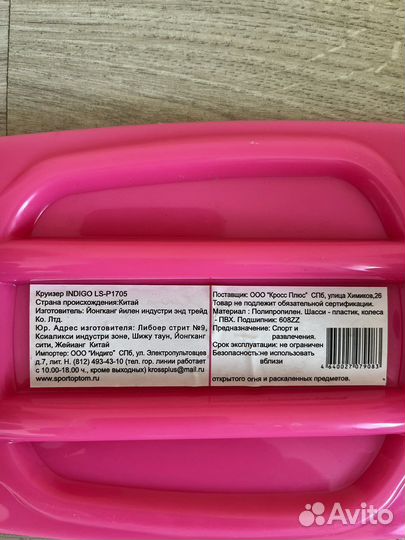 Круизер INDIGO LS-P1705
Страна происхождения:Китай
Изготовитель: Йонгканг йилен индустри энд трейд
Ко. Лтд.
Юр. Адрес изготовителя: Либоер стрит №9,
Ксиаликси индустри зоне, Шижу таун, Йонгканг
сити, Жейианг Китай
Импортер: ООО "Индиго" СПб, ул. Электропультовцев
д.7, лит. Н. (812) 493-43-10 (тел. гор. линии работает
с 10.00-18.00 ч., кроме выходных) krossplus@mail.ru
www.sportoptom.ru
Поставщик: ООО "Кросс Плюс" СПб, улица Химиков,26
Товар не подлежит обязательной сертификации.
Материал : Полипропилен. Шасси - пластик, колеса
- ПВХ. Подшипник: 608ZZ
Предназначение: Спорт и
развлечения.
Срок эксплуатации: не ограничен
Безопасность:не использовать
вблизи
открытого огня и раскаленных предметов.
4 640027 079083
Avito